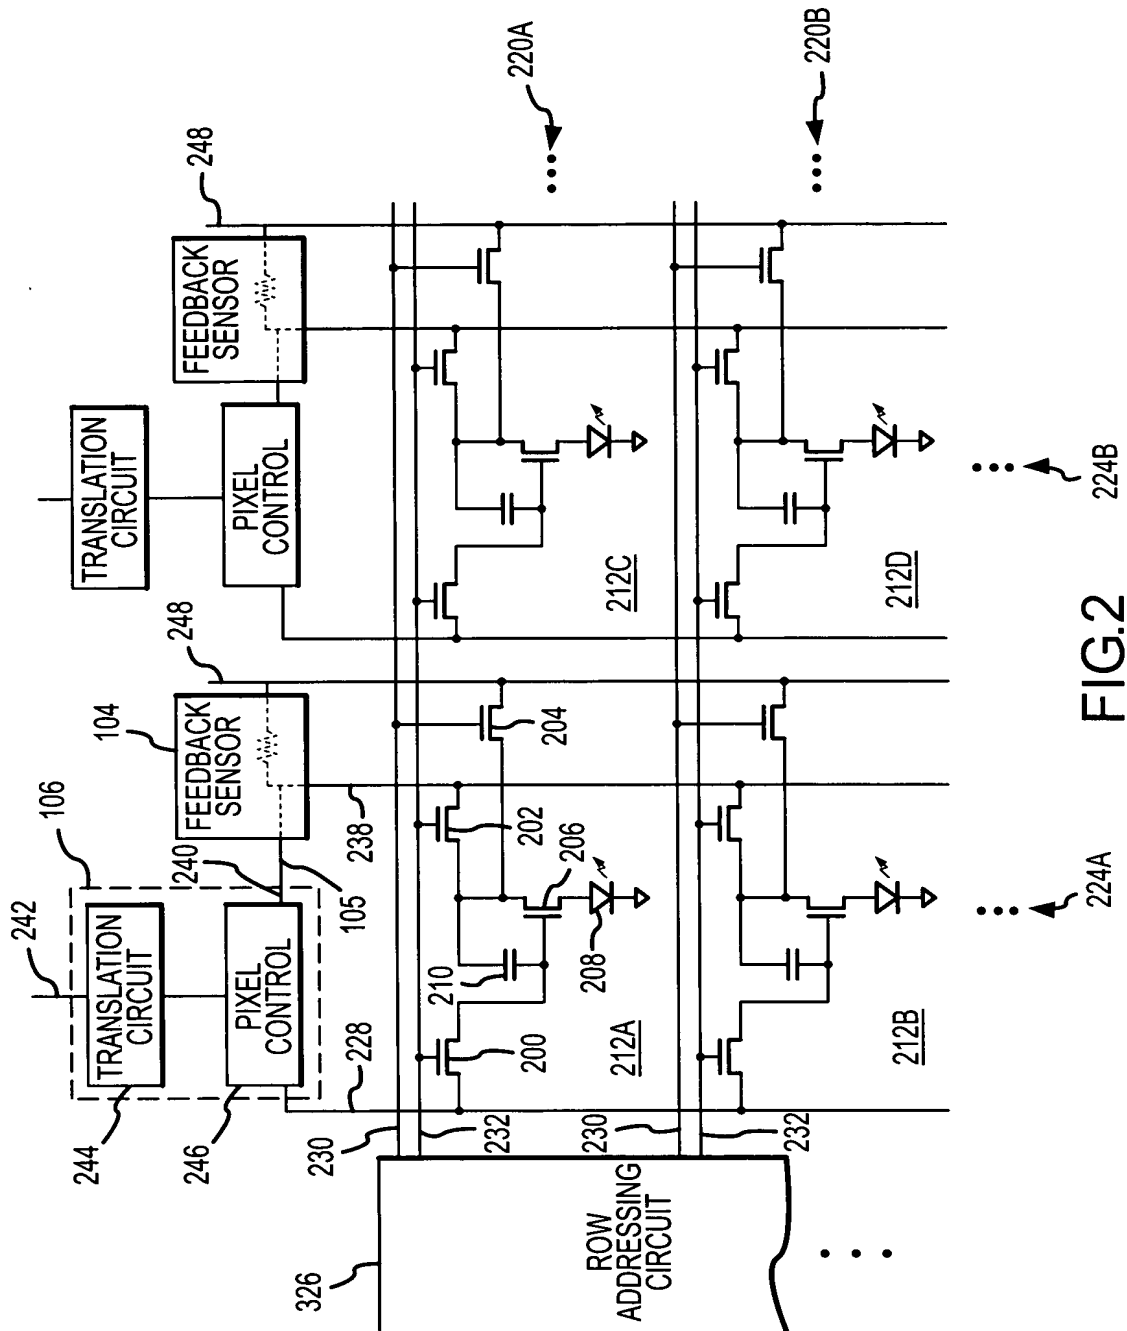 242
106
TRANSLATION
CIRCUIT
244
PIXEL
CONTROL
246
240
105
104
FEEDBACK
SENSOR
248
238
228
TRANSLATION
CIRCUIT
PIXEL
CONTROL
FEEDBACK
SENSOR
248
230
232
200
202
204
206
208
210
212A
212C
220A
230
232
212B
212D
220B
326
ROW
ADDRESSING
CIRCUIT
224A
224B
FIG.2